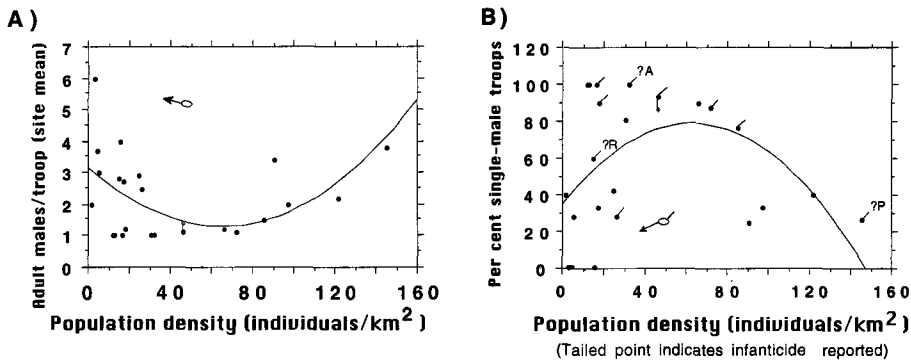 A)
Adult males/troop (site mean)
7
6
5
4
3
2
1
0
0 40 80 120 160
Population density (individuals/km2)
B)
Per cent single-male troops
120
100
80
60
40
20
0
?A
?R
?P
0 40 80 120 160
Population density (individuals/km2)
(Tailed point indicates infanticide reported)